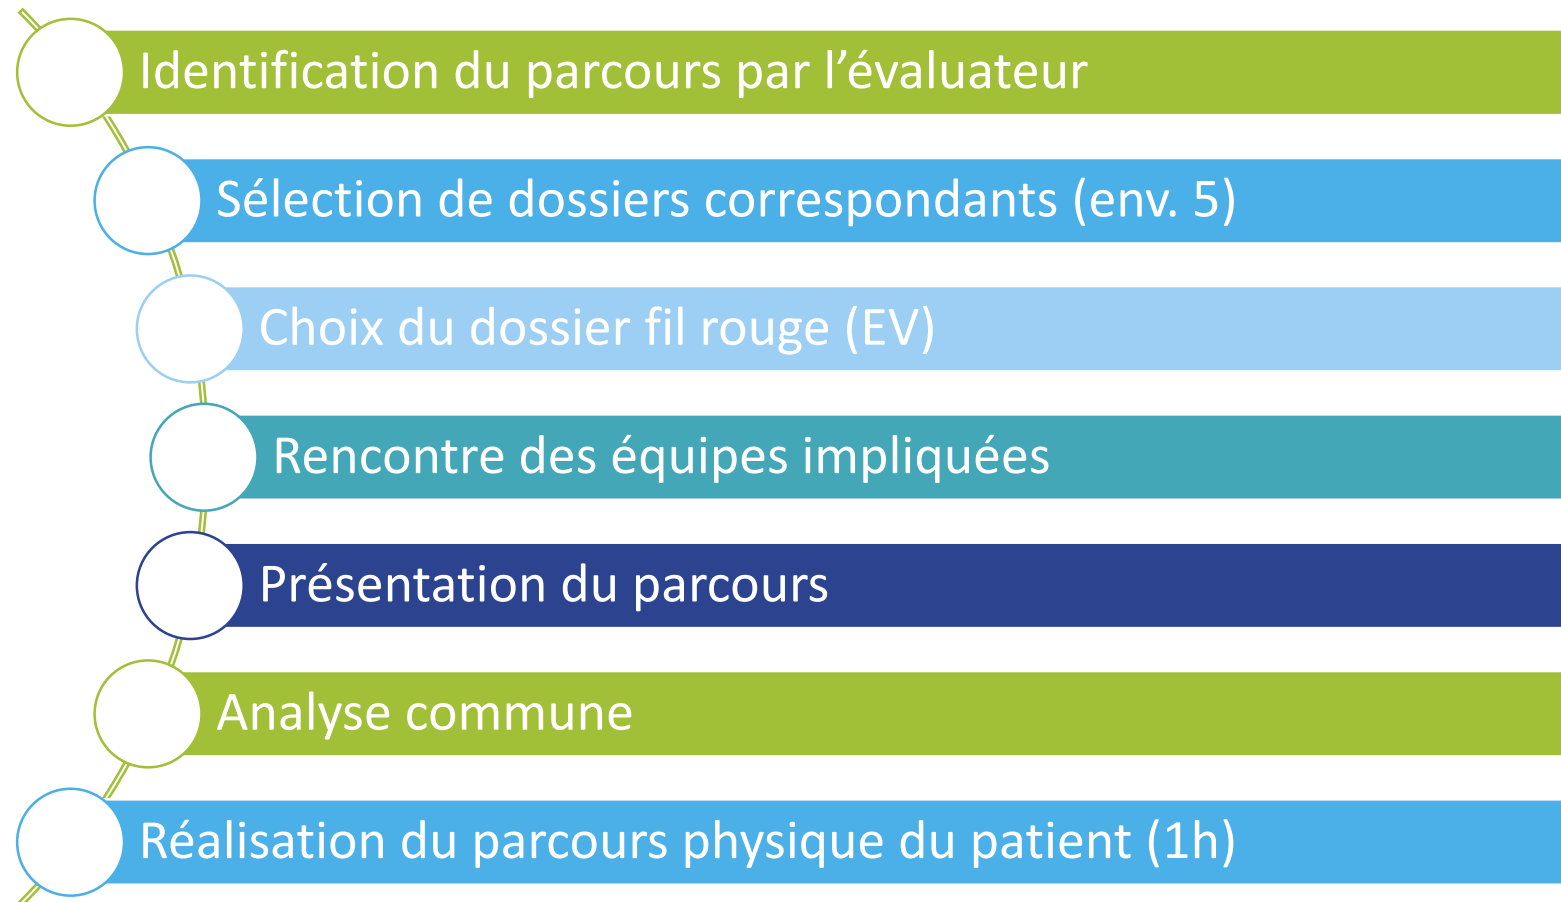 Identification du parcours par l’évaluateur
Sélection de dossiers correspondants (env. 5)
Choix du dossier fil rouge (EV)
Rencontre des équipes impliquées
Présentation du parcours
Analyse commune
Réalisation du parcours physique du patient (1h)